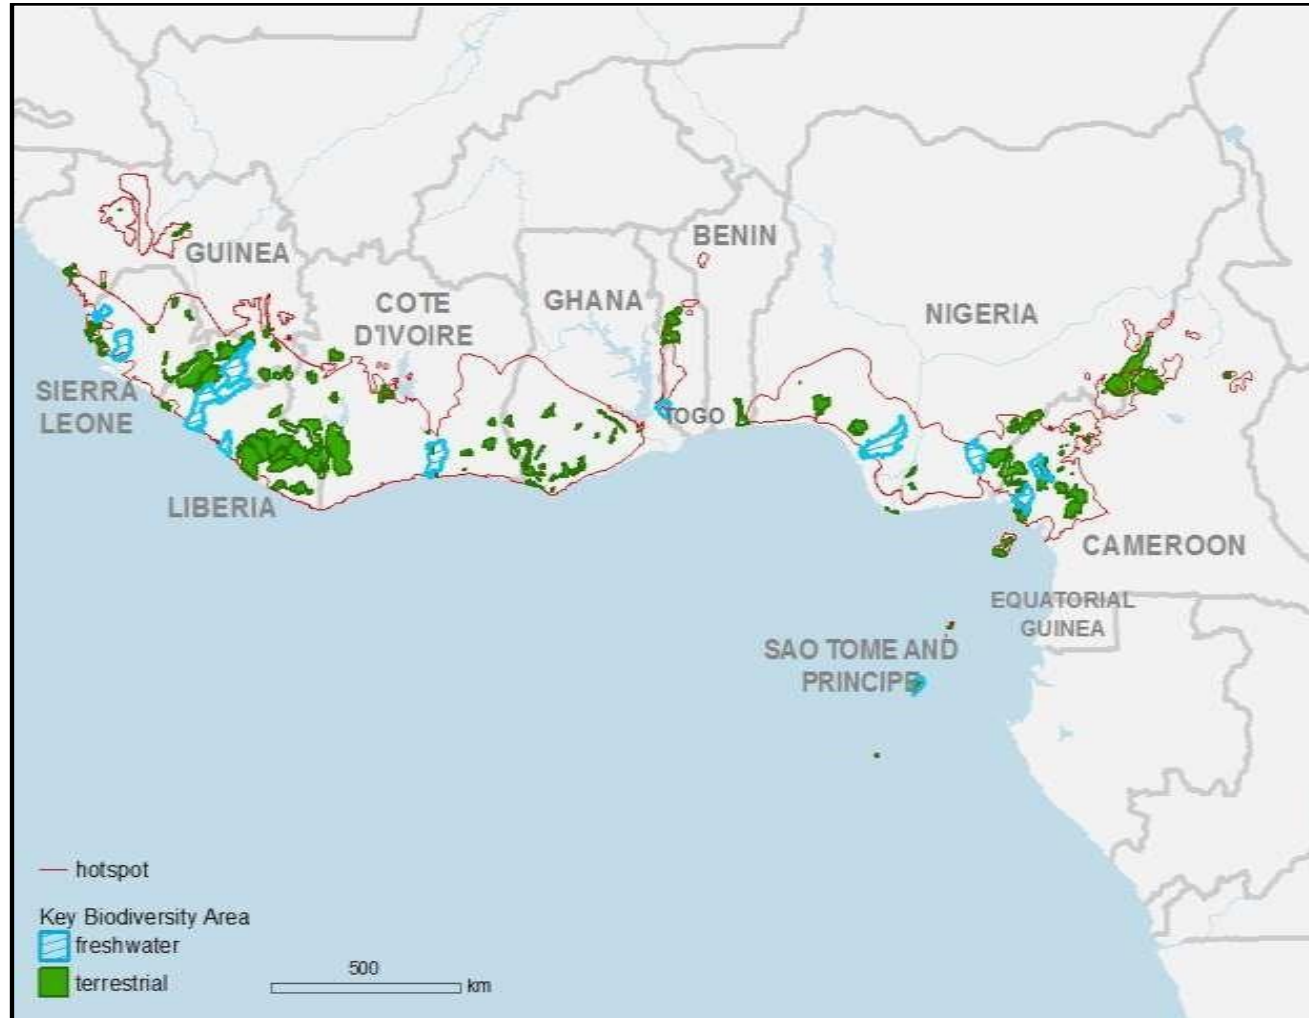 GUINEA
BENIN
COTE
D'IVOIRE
GHANA
NIGERIA
SIERRA
LEONE
TOGO
LIBERIA
CAMEROON
EQUATORIAL
GUINEA
SAO TOME AND
PRINCIPE
hotspot
Key Biodiversity Area
freshwater
terrestrial
500
km